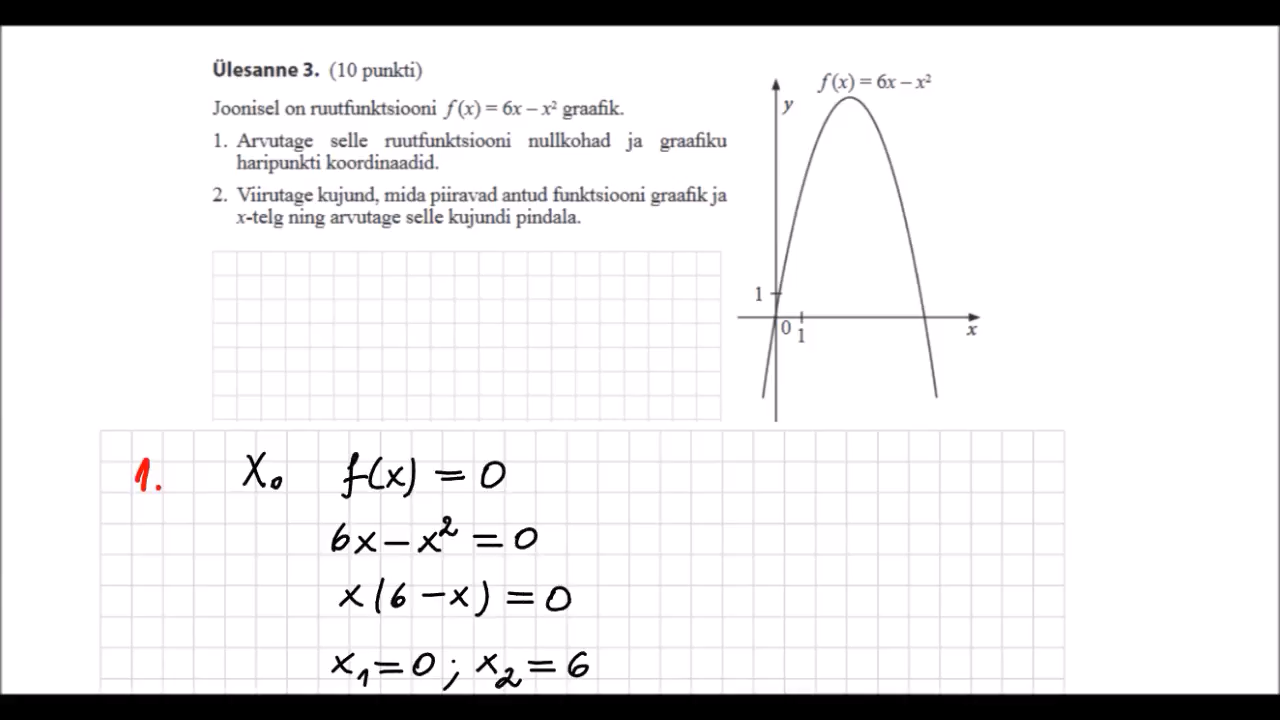 Ülesanne 3. (10 punkti)
Joonisel on ruutfunktsiooni f(x) = 6x – x² graafik.
1. Arvutage selle ruutfunktsiooni nullkohad ja graafiku
haripunkti koordinaadid.
2. Viirutage kujund, mida piiravad antud funktsiooni graafik ja
x-telg ning arvutage selle kujundi pindala.
f(x) = 6x – x²
y
1
0
1
x
1. X₀ f(x) = 0
6x – x² = 0
x(6 – x) = 0
x₁ = 0 ; x₂ = 6